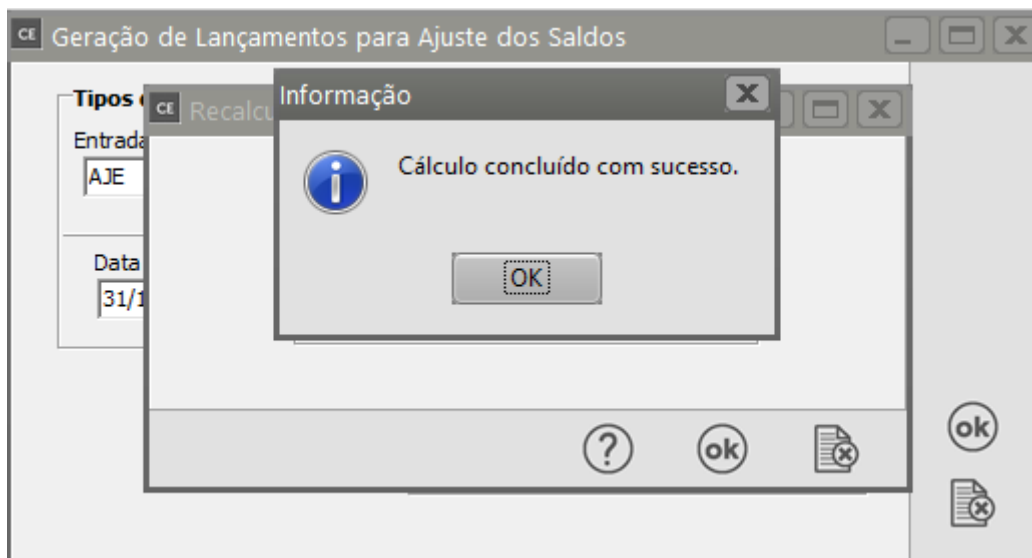 CE Geração de Lançamentos para Ajuste dos Saldos
Tipos
CE Recalcu
Informação
Entrada
AJE
Cálculo concluído com sucesso.
OK
Data
31/1
?
ok
ok